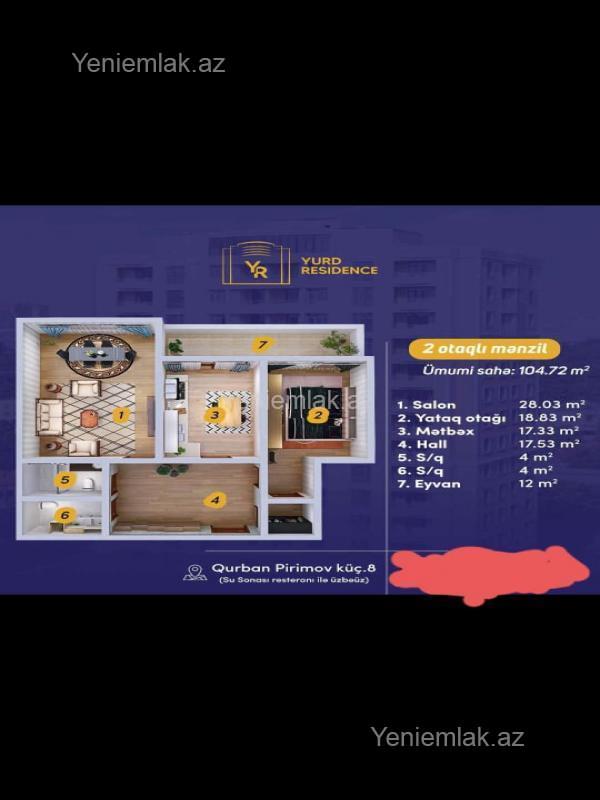 Yeniemlak.az
YR
YURD
RESIDENCE
2 otaqlı mənzil
Ümumi sahə: 104.72 m²
1. Salon 28.03 m²
2. Yataq otağı 18.83 m²
3. Mətbəx 17.33 m²
4. Hall 17.53 m²
5. S/q 4 m²
6. S/q 4 m²
7. Eyvan 12 m²
7
1
3
2
5
4
6
Yeniemlak.az
Qurban Pirimov küç.8
(Su Sonası restoranı ilə üzbəüz)
Yeniemlak.az